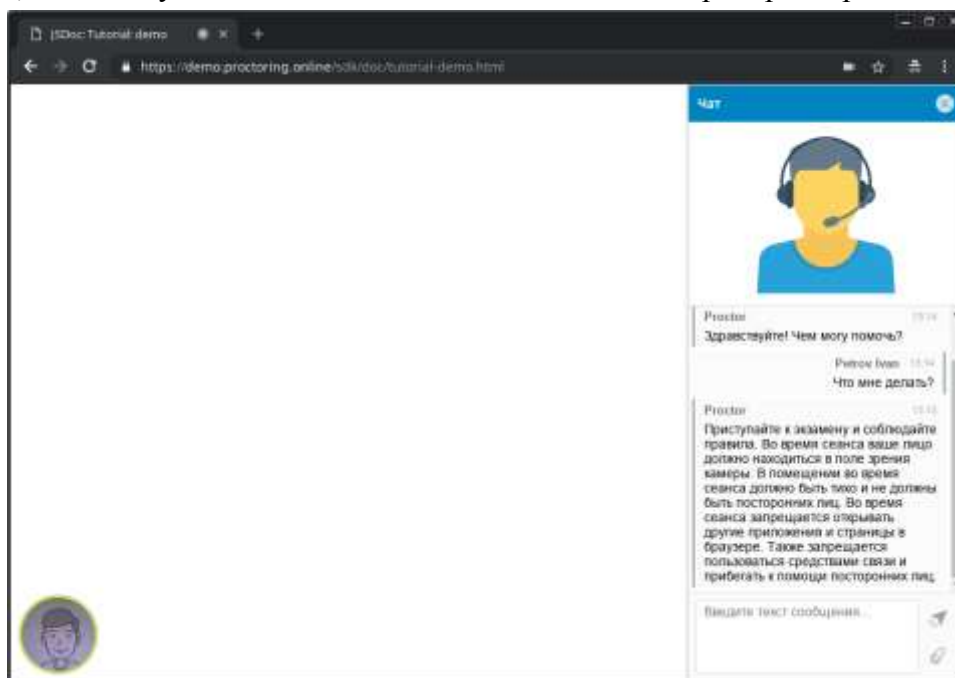 JSDoc: Tutorial: demo
https://demo.proctoring.online/sdk/doc/tutorial-demo.html
Чат
Proctor
Здравствуйте! Чем могу помочь?
Petrov Ivan
Что мне делать?
Proctor
Приступайте к экзамену и соблюдайте
правила. Во время сеанса ваше лицо
должно находиться в поле зрения
камеры. В помещении во время
сеанса должно быть тихо и не должны
быть посторонних лиц. Во время
сеанса запрещается открывать
другие приложения и страницы в
браузере. Также запрещается
пользоваться средствами связи и
прибегать к помощи посторонних лиц.
Введите текст сообщения...